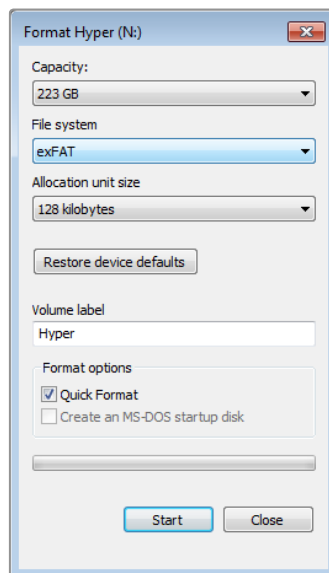 Format Hyper (N:)
Capacity:
223 GB
File system
exFAT
Allocation unit size
128 kilobytes
Restore device defaults
Volume label
Hyper
Format options
Quick Format
Create an MS-DOS startup disk
Start
Close